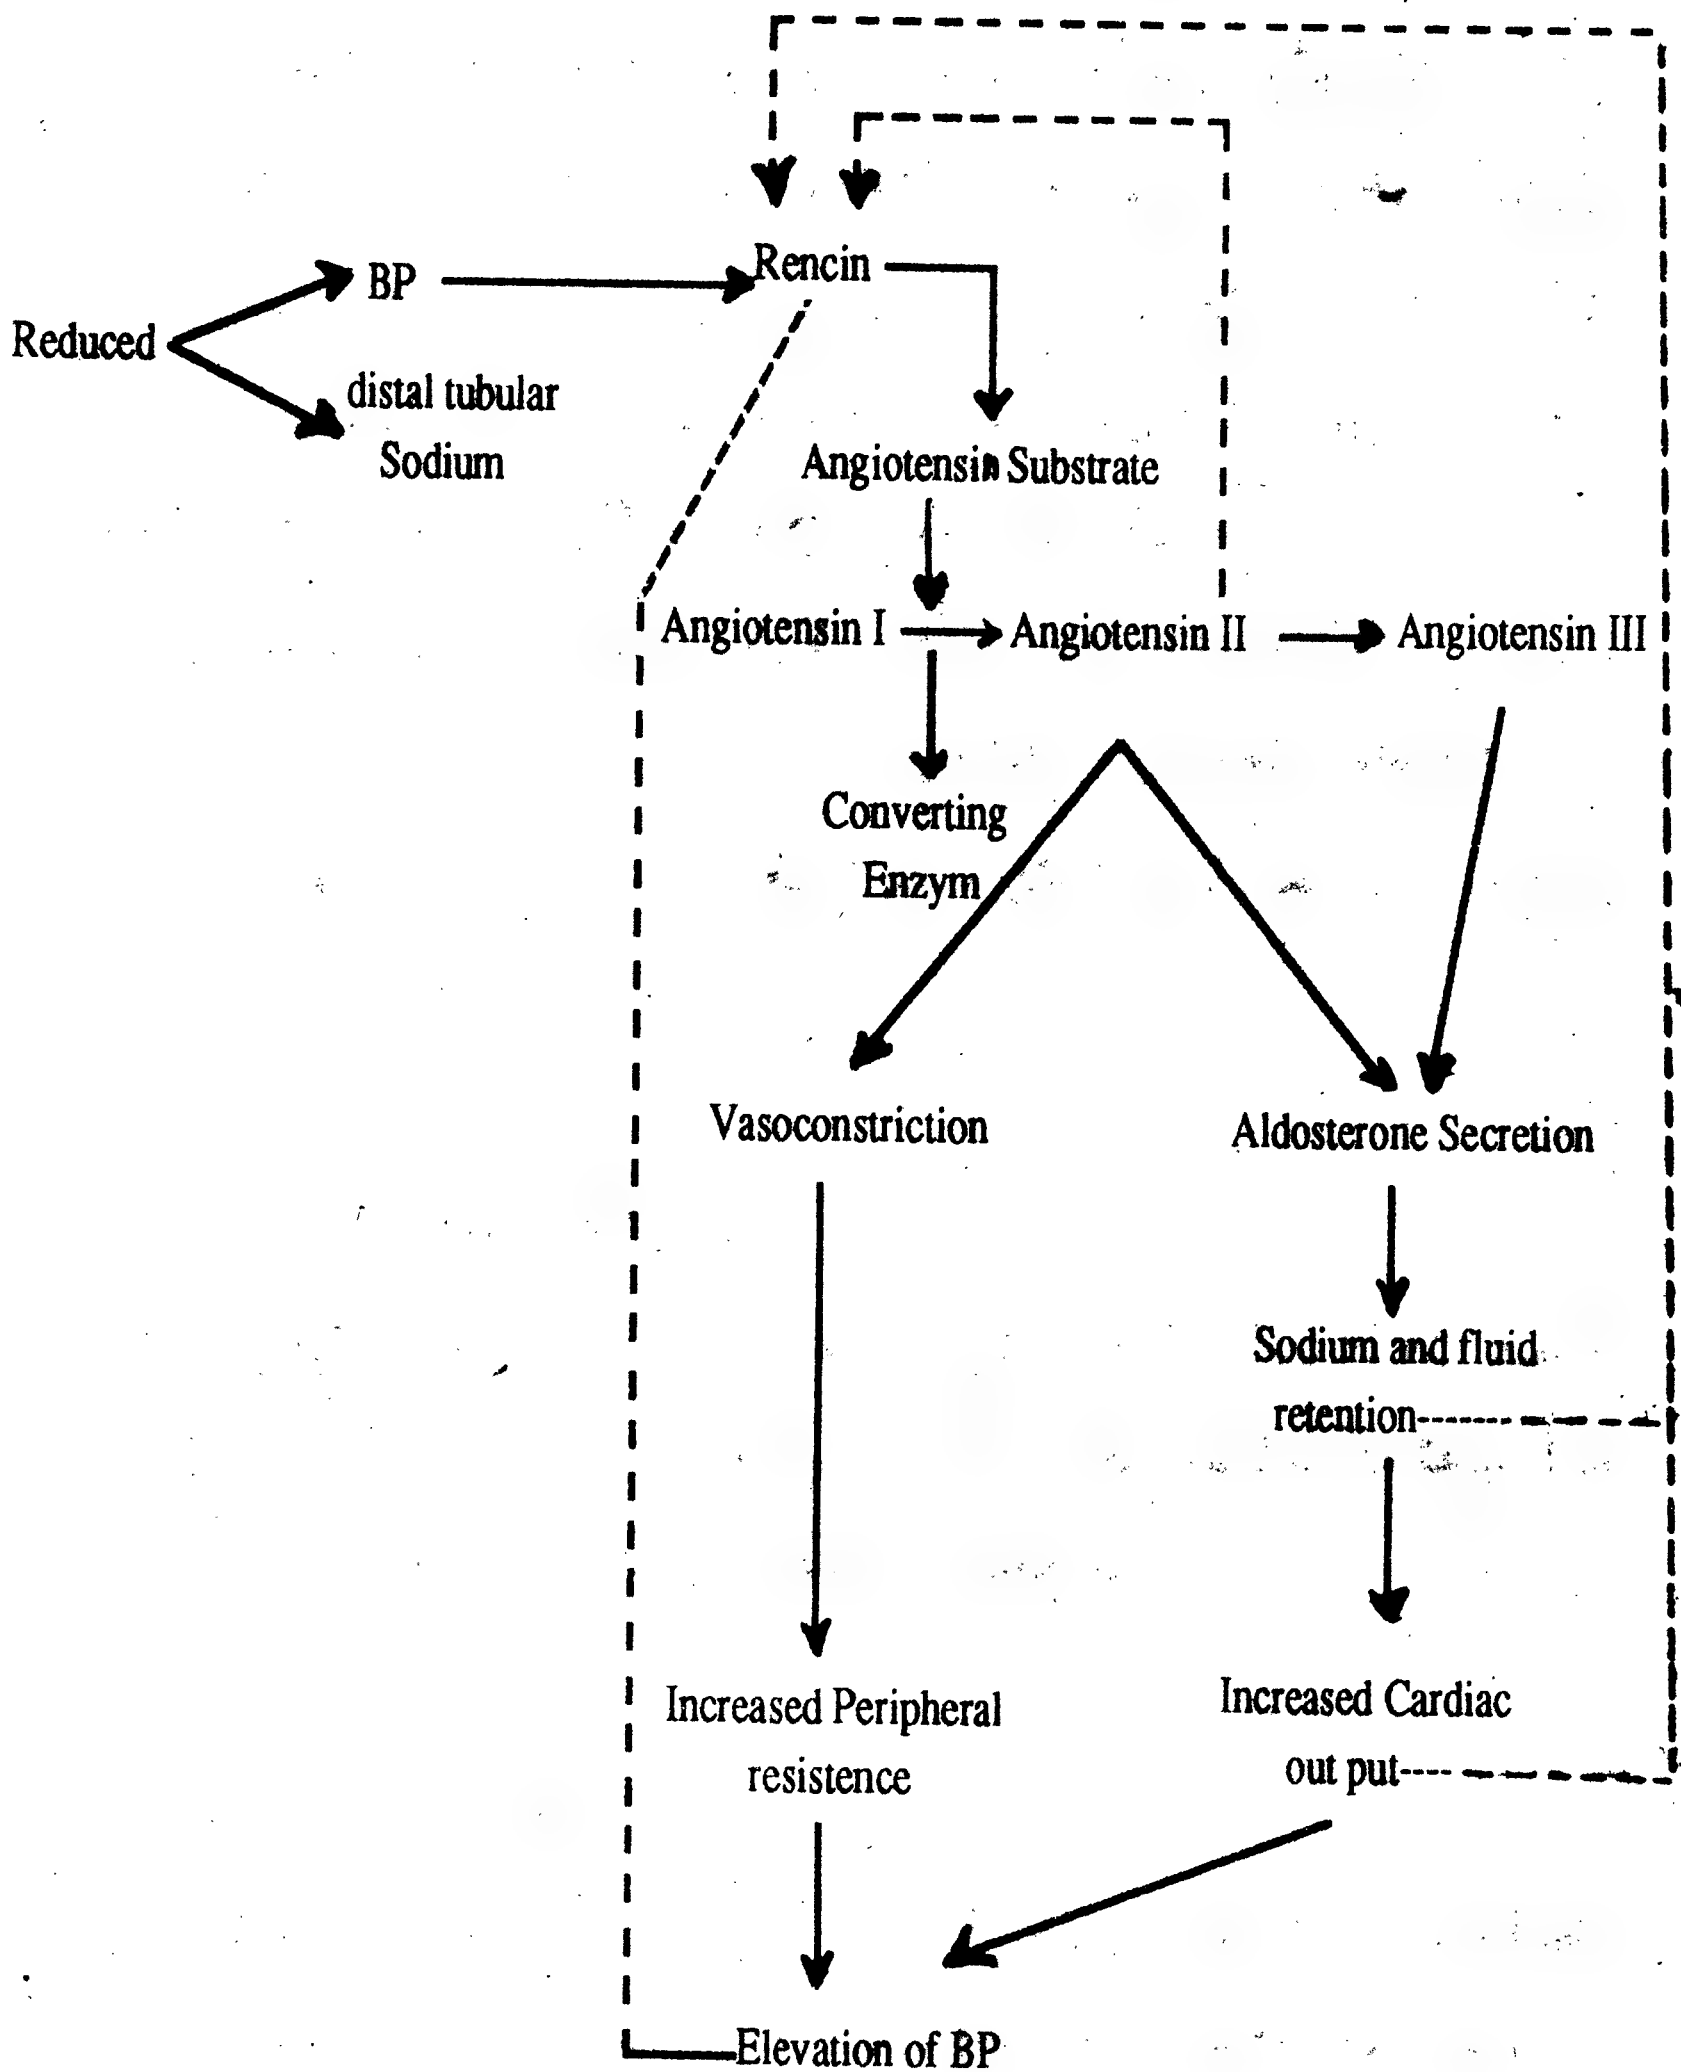 Rencin
BP
Reduced
distal tubular
Sodium
Angiotensin Substrate
Angiotensin I
Angiotensin II
Angiotensin III
Converting
Enzym
Vasoconstriction
Aldosterone Secretion
Sodium and fluid
retention
Increased Peripheral
resistence
Increased Cardiac
out put
Elevation of BP